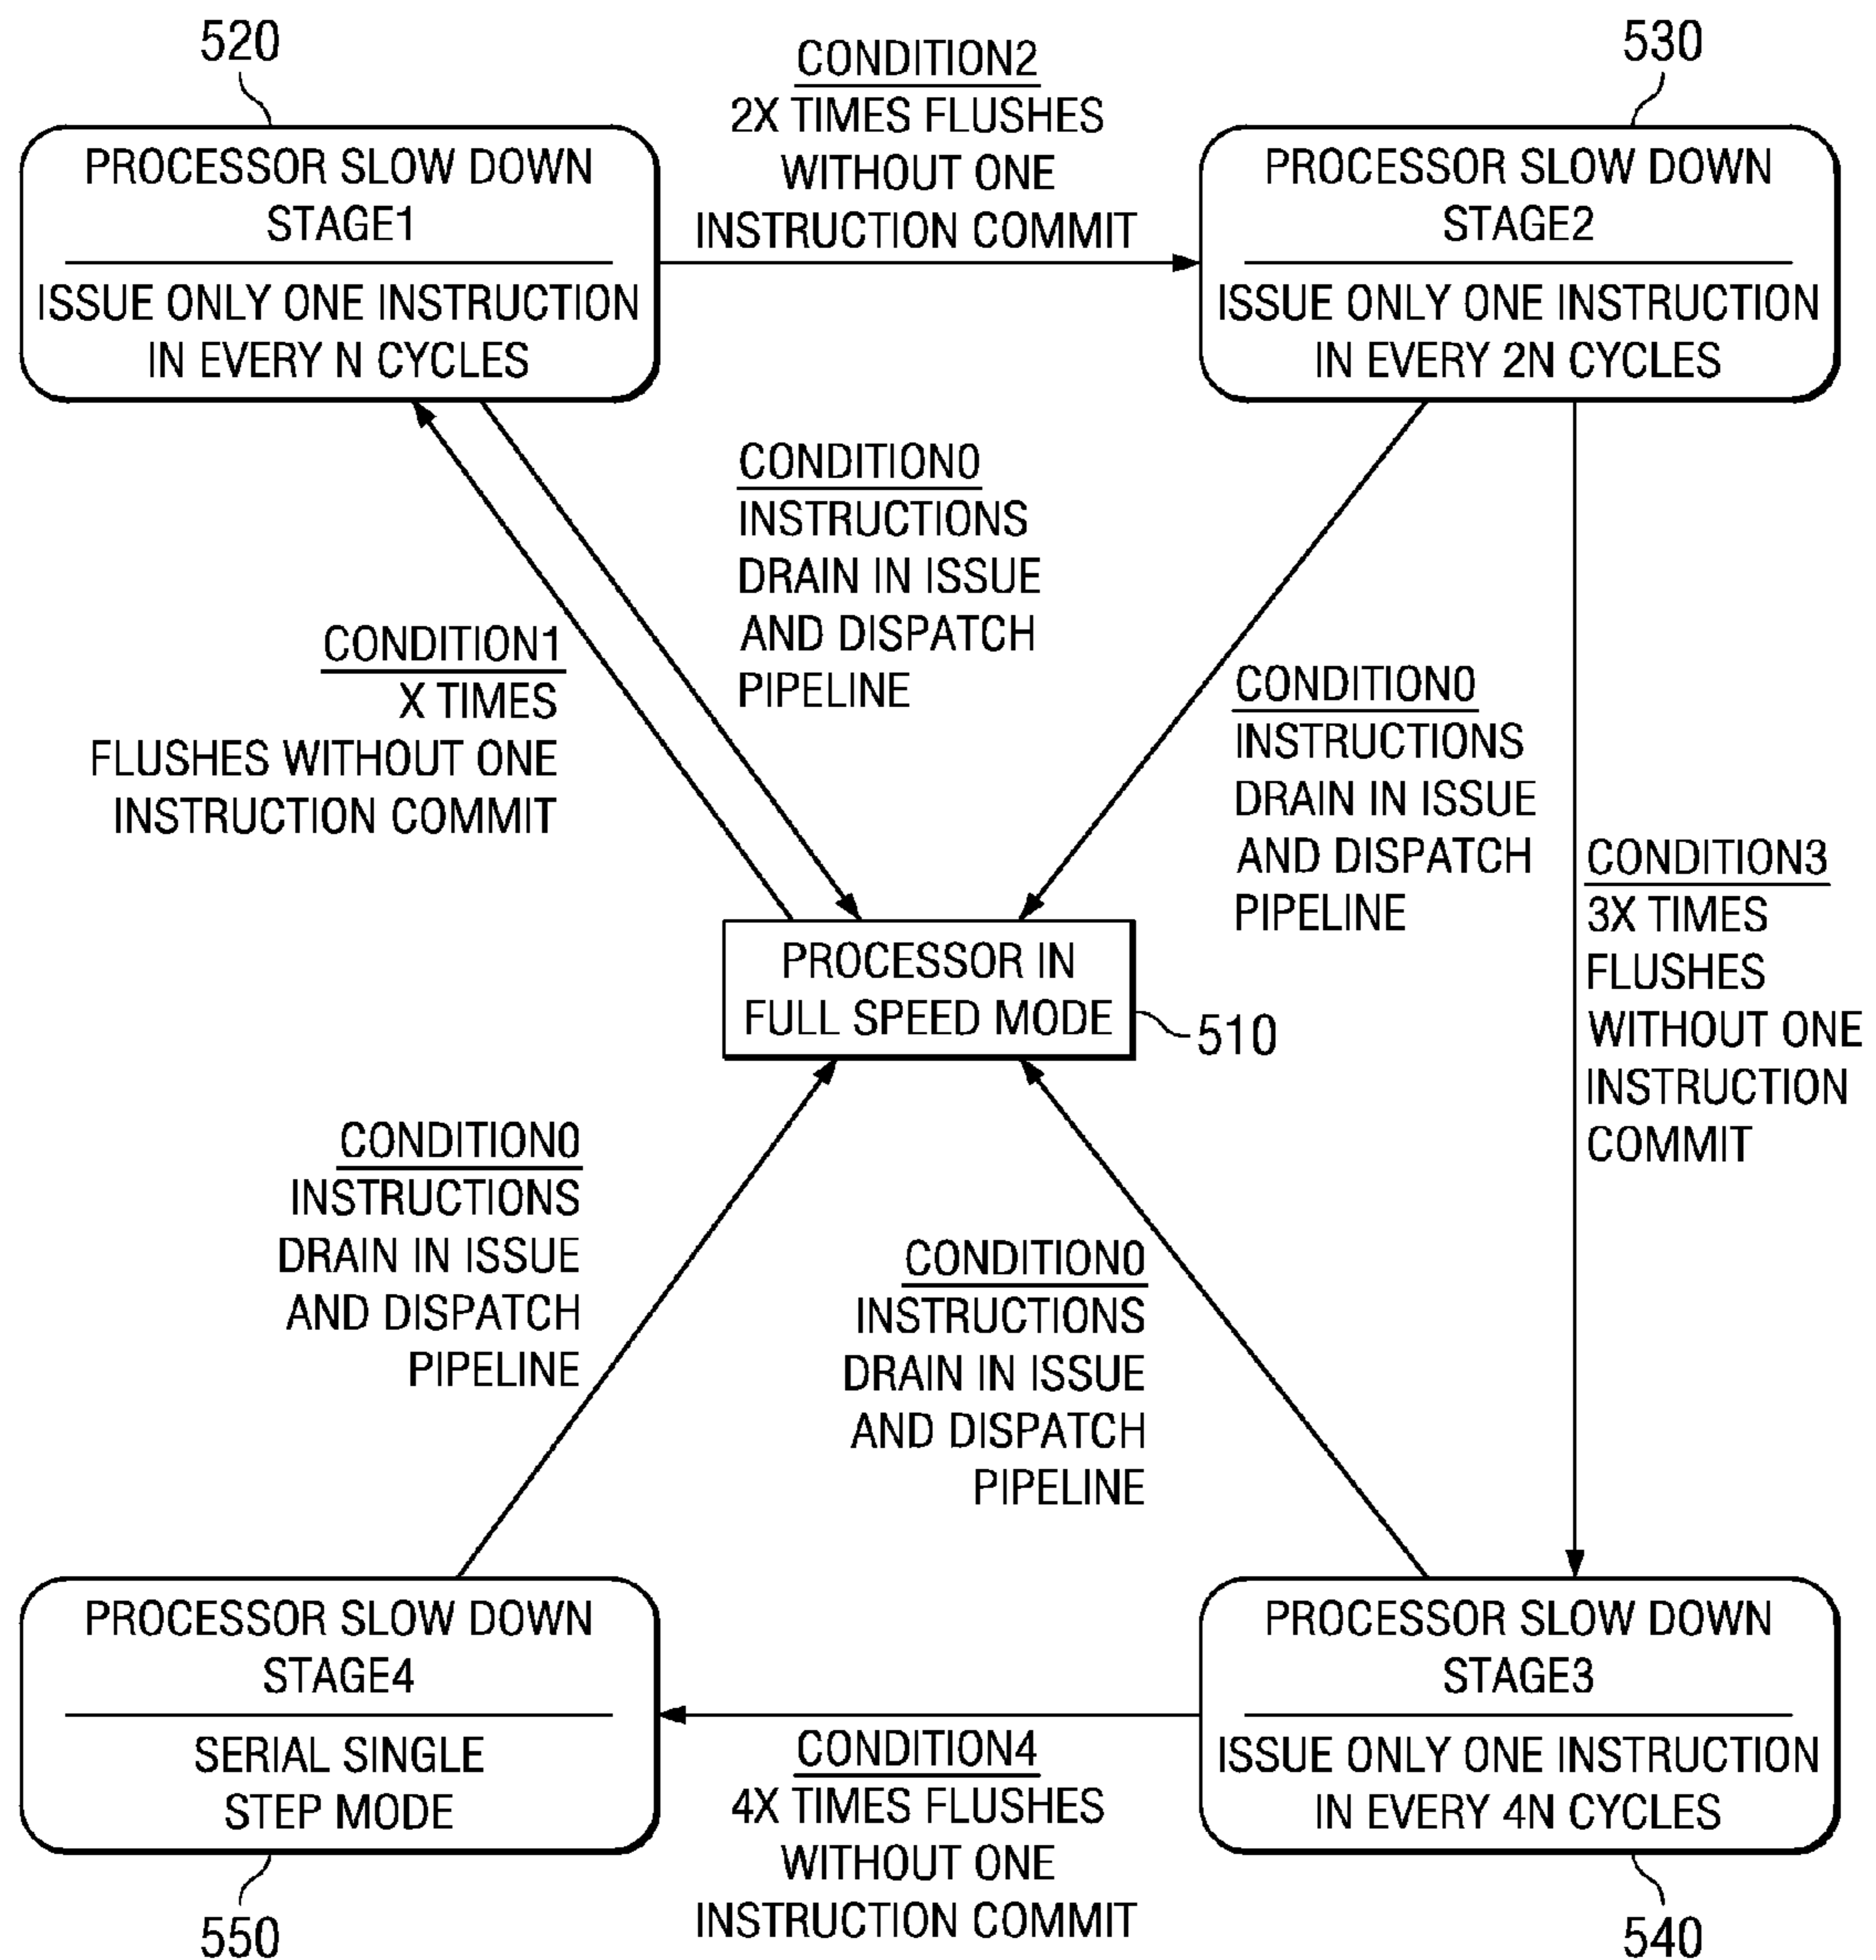 520
PROCESSOR SLOW DOWN
STAGE1
ISSUE ONLY ONE INSTRUCTION
IN EVERY N CYCLES
CONDITION2
2X TIMES FLUSHES
WITHOUT ONE
INSTRUCTION COMMIT
530
PROCESSOR SLOW DOWN
STAGE2
ISSUE ONLY ONE INSTRUCTION
IN EVERY 2N CYCLES
CONDITION1
X TIMES
FLUSHES WITHOUT ONE
INSTRUCTION COMMIT
CONDITION0
INSTRUCTIONS
DRAIN IN ISSUE
AND DISPATCH
PIPELINE
CONDITION0
INSTRUCTIONS
DRAIN IN ISSUE
AND DISPATCH
PIPELINE
CONDITION3
3X TIMES
FLUSHES
WITHOUT ONE
INSTRUCTION
COMMIT
PROCESSOR IN
FULL SPEED MODE
510
CONDITION0
INSTRUCTIONS
DRAIN IN ISSUE
AND DISPATCH
PIPELINE
CONDITION0
INSTRUCTIONS
DRAIN IN ISSUE
AND DISPATCH
PIPELINE
PROCESSOR SLOW DOWN
STAGE4
SERIAL SINGLE
STEP MODE
550
CONDITION4
4X TIMES FLUSHES
WITHOUT ONE
INSTRUCTION COMMIT
PROCESSOR SLOW DOWN
STAGE3
ISSUE ONLY ONE INSTRUCTION
IN EVERY 4N CYCLES
540